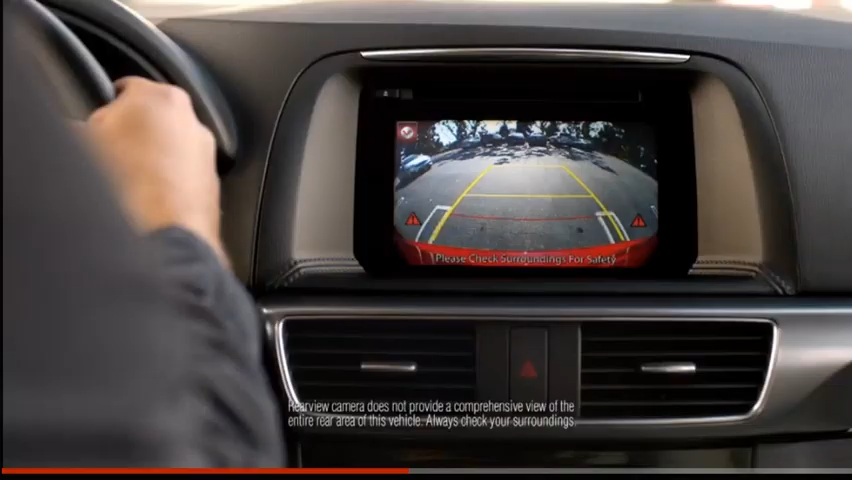 Please Check Surroundings For Safety
Rearview camera does not provide a comprehensive view of the
entire rear area of this vehicle. Always check your surroundings.